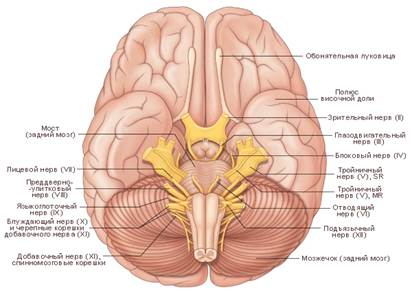 Обонятельная луковица
Полюс
височной доли
Зрительный нерв (II)
Глазодвигательный
нерв (III)
Блоковый нерв (IV)
Тройничный
нерв (V), SR
Тройничный
нерв (V), MR
Отводящий
нерв (VI)
Подъязычный
нерв (XII)
Мозжечок (задний мозг)
Мост
(задний мозг)
Лицевой нерв (VII)
Преддверно-
-улитковый
нерв (VIII)
Языкоглоточный
нерв (IX)
Блуждающий нерв (X)
и черепные корешки
добавочного нерва (XI)
Добавочный нерв (XI),
спинномозговые корешки